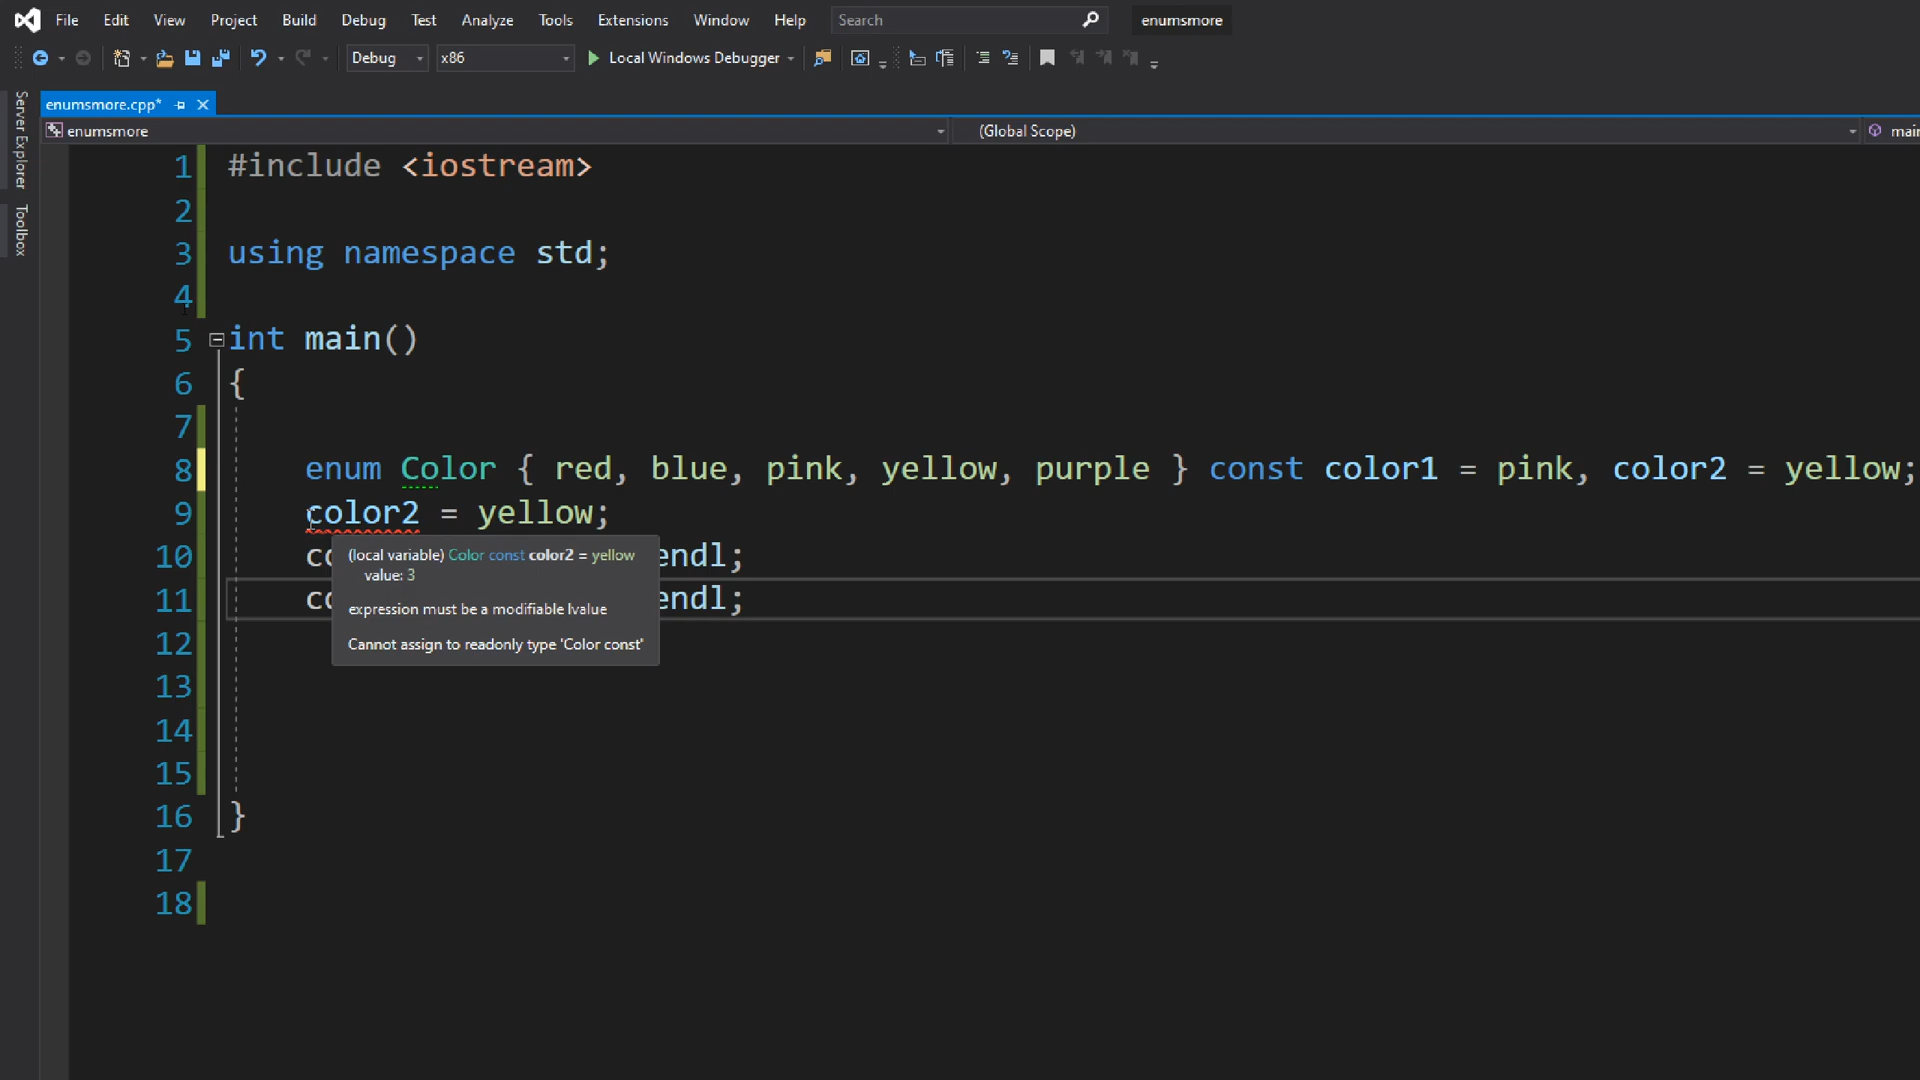 File Edit View Project Build Debug Test Analyze Tools Extensions Window Help Search enumsmore
Debug x86 Local Windows Debugger
Server Explorer
Toolbox
enumsmore.cpp*
enumsmore (Global Scope) main
1 #include <iostream>
2
3 using namespace std;
4
5 int main()
6 {
7
8 enum Color { red, blue, pink, yellow, purple } const color1 = pink, color2 = yellow;
9 color2 = yellow;
10 co endl;
11 co endl;
(local variable) Color const color2 = yellow
value: 3
expression must be a modifiable lvalue
Cannot assign to readonly type 'Color const'
12
13
14
15
16 }
17
18